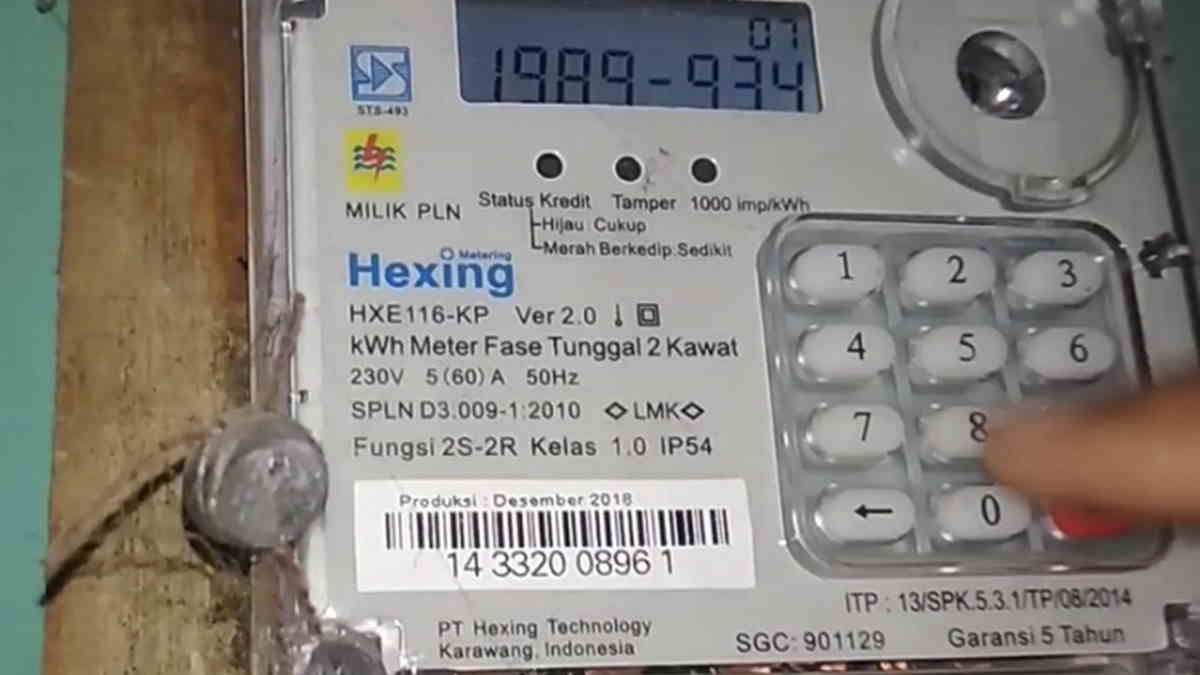 07
1989-934
STS-493
MILIK PLN
Status Kredit Tamper 1000 imp/kWh
Hijau : Cukup
Merah Berkedip : Sedikit
Metering
Hexing
HXE116-KP Ver 2.0
kWh Meter Fase Tunggal 2 Kawat
230V 5(60)A 50Hz
SPLN D3.009-1:2010 ◇LMK◇
Fungsi 2S-2R Kelas 1.0 IP54
Produksi : Desember 2018
14 3320 0896 1
PT Hexing Technology
Karawang, Indonesia
1 2 3
4 5 6
7 8
← 0
ITP : 13/SPK.5.3.1/TP/08/2014
SGC: 901129 Garansi 5 Tahun